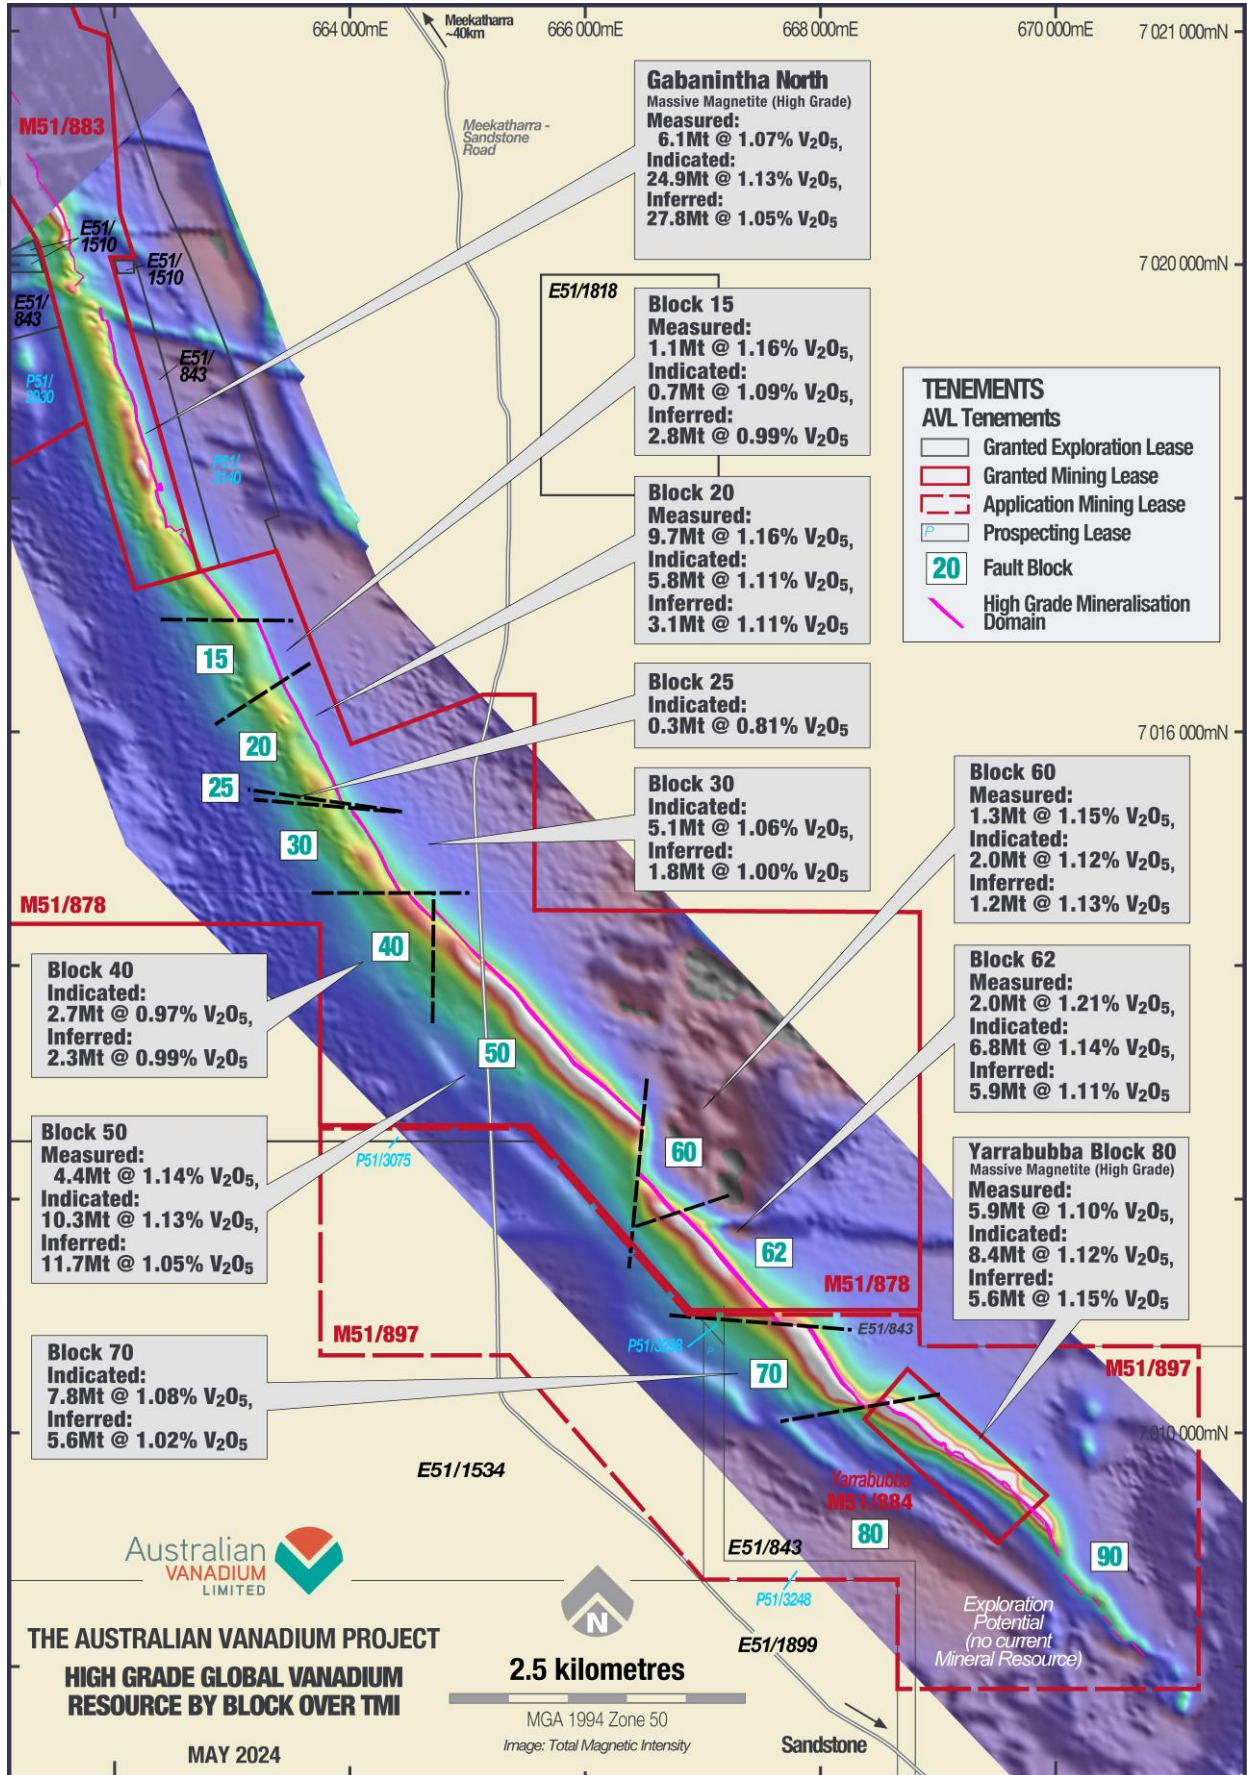 664 000mE
Meekatharra
~40km
666 000mE
668 000mE
670 000mE
7 021 000mN
M51/883
Meekatharra -
Sandstone
Road
Gabanintha North
Massive Magnetite (High Grade)
Measured:
6.1Mt @ 1.07% V₂O₅,
Indicated:
24.9Mt @ 1.13% V₂O₅,
Inferred:
27.8Mt @ 1.05% V₂O₅
E51/
1510
E51/
1510
7 020 000mN
E51/
843
E51/
843
P51/
3140
E51/1818
Block 15
Measured:
1.1Mt @ 1.16% V₂O₅,
Indicated:
0.7Mt @ 1.09% V₂O₅,
Inferred:
2.8Mt @ 0.99% V₂O₅
TENEMENTS
AVL Tenements
Granted Exploration Lease
Granted Mining Lease
Application Mining Lease
P
Prospecting Lease
20
Fault Block
High Grade Mineralisation
Domain
Block 20
Measured:
9.7Mt @ 1.16% V₂O₅,
Indicated:
5.8Mt @ 1.11% V₂O₅,
Inferred:
3.1Mt @ 1.11% V₂O₅
15
20
25
30
40
50
60
62
70
80
90
Block 25
Indicated:
0.3Mt @ 0.81% V₂O₅
7 016 000mN
Block 30
Indicated:
5.1Mt @ 1.06% V₂O₅,
Inferred:
1.8Mt @ 1.00% V₂O₅
Block 60
Measured:
1.3Mt @ 1.15% V₂O₅,
Indicated:
2.0Mt @ 1.12% V₂O₅,
Inferred:
1.2Mt @ 1.13% V₂O₅
M51/878
Block 40
Indicated:
2.7Mt @ 0.97% V₂O₅,
Inferred:
2.3Mt @ 0.99% V₂O₅
Block 62
Measured:
2.0Mt @ 1.21% V₂O₅,
Indicated:
6.8Mt @ 1.14% V₂O₅,
Inferred:
5.9Mt @ 1.11% V₂O₅
Block 50
Measured:
4.4Mt @ 1.14% V₂O₅,
Indicated:
10.3Mt @ 1.13% V₂O₅,
Inferred:
11.7Mt @ 1.05% V₂O₅
P51/3075
Yarrabubba Block 80
Massive Magnetite (High Grade)
Measured:
5.9Mt @ 1.10% V₂O₅,
Indicated:
8.4Mt @ 1.12% V₂O₅,
Inferred:
5.6Mt @ 1.15% V₂O₅
M51/878
E51/843
M51/897
P
M51/897
Block 70
Indicated:
7.8Mt @ 1.08% V₂O₅,
Inferred:
5.6Mt @ 1.02% V₂O₅
7 010 000mN
E51/1534
Yarrabubba
M51/884
E51/843
P51/3248
E51/1899
Exploration
Potential
(no current
Mineral Resource)
Australian
VANADIUM
LIMITED
THE AUSTRALIAN VANADIUM PROJECT
HIGH GRADE GLOBAL VANADIUM
RESOURCE BY BLOCK OVER TMI
MAY 2024
N
2.5 kilometres
MGA 1994 Zone 50
Image: Total Magnetic Intensity
Sandstone